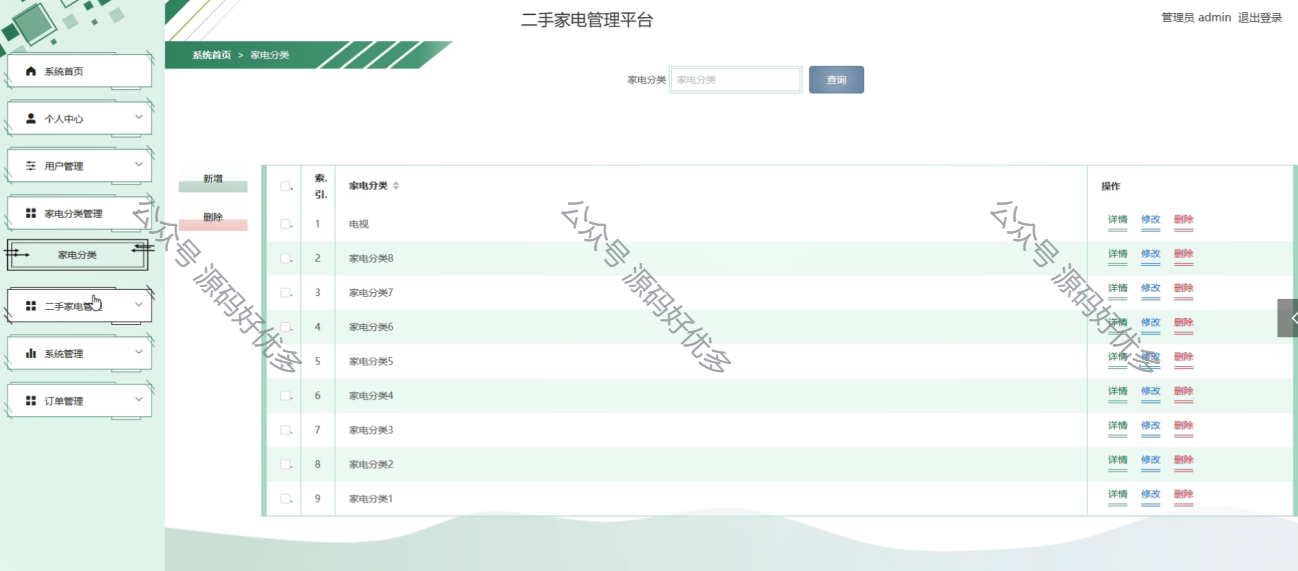 二手家电管理平台
管理员 admin 退出登录
系统首页 > 家电分类
家电分类 家电分类 查询
系统首页
个人中心
用户管理
家电分类管理
家电分类
二手家电管理
系统管理
订单管理
新增
删除
索. 引. 家电分类 操作
1 电视 详情 修改 删除
2 家电分类8 详情 修改 删除
3 家电分类7 详情 修改 删除
4 家电分类6 详情 修改 删除
5 家电分类5 详情 修改 删除
6 家电分类4 详情 修改 删除
7 家电分类3 详情 修改 删除
8 家电分类2 详情 修改 删除
9 家电分类1 详情 修改 删除
公众号 源码好优多
公众号 源码好优多
公众号 源码好优多